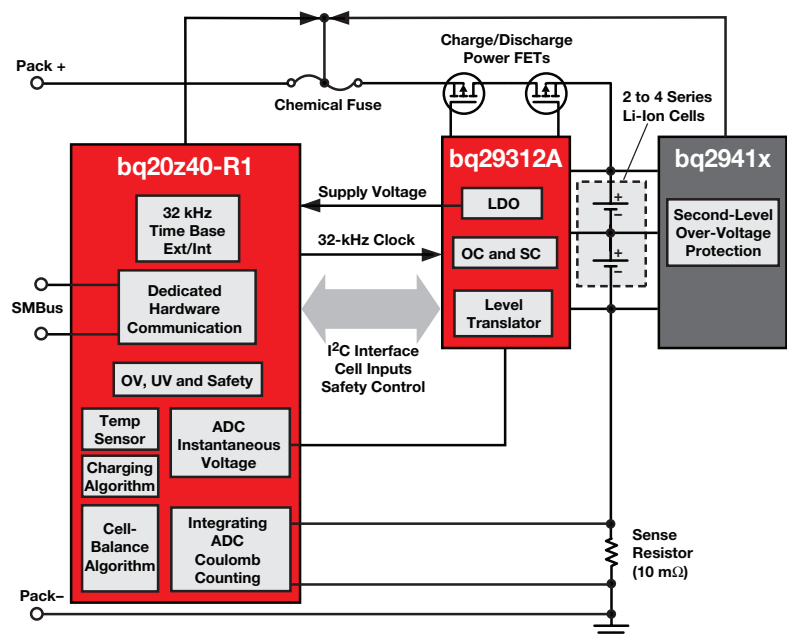 Charge/Discharge
Power FETs
Pack +
Chemical Fuse
2 to 4 Series
Li-Ion Cells
bq20z40-R1
bq29312A
bq2941x
Supply Voltage
LDO
32 kHz
Time Base
Ext/Int
+
–
Second-Level
Over-Voltage
Protection
32-kHz Clock
OC and SC
+
–
SMBus
Dedicated
Hardware
Communication
Level
Translator
I²C Interface
Cell Inputs
Safety Control
OV, UV and Safety
Temp
Sensor
ADC
Instantaneous
Voltage
Charging
Algorithm
Cell-
Balance
Algorithm
Integrating
ADC
Coulomb
Counting
Sense
Resistor
(10 mΩ)
Pack–